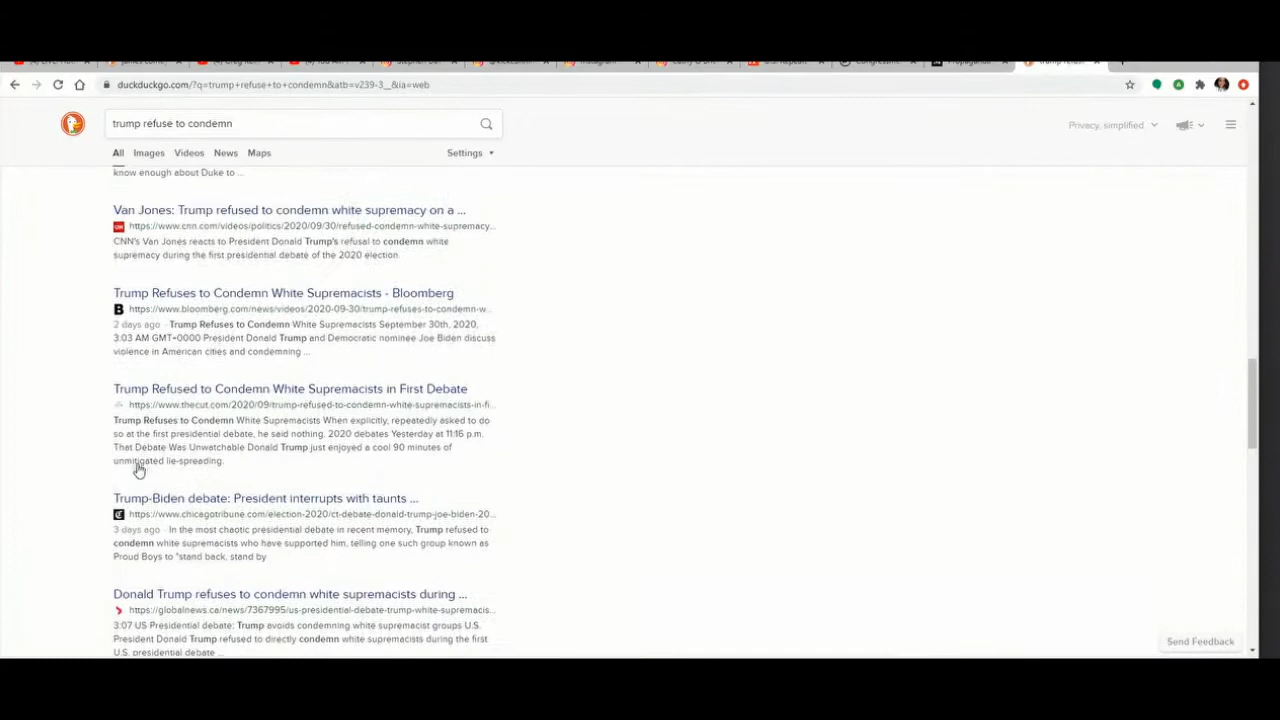 duckduckgo.com/?q=trump+refuse+to+condemn&atb=v239-3__&ia=web
trump refuse to condemn
Privacy, simplified
All Images Videos News Maps Settings
know enough about Duke to ...
Van Jones: Trump refused to condemn white supremacy on a ...
https://www.cnn.com/videos/politics/2020/09/30/refused-condemn-white-supremacy...
CNN's Van Jones reacts to President Donald Trump's refusal to condemn white
supremacy during the first presidential debate of the 2020 election.
Trump Refuses to Condemn White Supremacists - Bloomberg
https://www.bloomberg.com/news/videos/2020-09-30/trump-refuses-to-condemn-w...
2 days ago · Trump Refuses to Condemn White Supremacists September 30th, 2020,
3:03 AM GMT+0000 President Donald Trump and Democratic nominee Joe Biden discuss
violence in American cities and condemning ...
Trump Refused to Condemn White Supremacists in First Debate
https://www.thecut.com/2020/09/trump-refused-to-condemn-white-supremacists-in-fi...
Trump Refuses to Condemn White Supremacists When explicitly, repeatedly asked to do
so at the first presidential debate, he said nothing. 2020 debates Yesterday at 11:16 p.m.
That Debate Was Unwatchable Donald Trump just enjoyed a cool 90 minutes of
unmitigated lie-spreading.
Trump-Biden debate: President interrupts with taunts ...
https://www.chicagotribune.com/election-2020/ct-debate-donald-trump-joe-biden-20...
3 days ago · In the most chaotic presidential debate in recent memory, Trump refused to
condemn white supremacists who have supported him, telling one such group known as
Proud Boys to "stand back, stand by
Donald Trump refuses to condemn white supremacists during ...
https://globalnews.ca/news/7367995/us-presidential-debate-trump-white-supremacis...
3:07 US Presidential debate: Trump avoids condemning white supremacist groups U.S.
President Donald Trump refused to directly condemn white supremacists during the first
U.S. presidential debate ...
Send Feedback